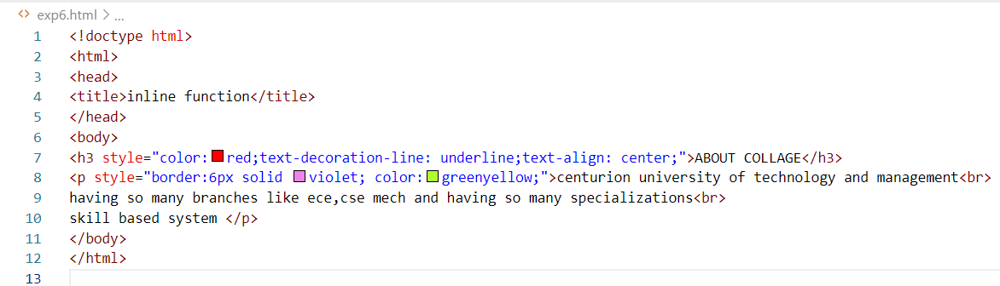 exp6.html > ...
1 <!doctype html>
2 <html>
3 <head>
4 <title>inline function</title>
5 </head>
6 <body>
7 <h3 style="color:red;text-decoration-line: underline;text-align: center;">ABOUT COLLAGE</h3>
8 <p style="border:6px solid violet; color:greenyellow;">centurion university of technology and management<br>
9 having so many branches like ece,cse mech and having so many specializations<br>
10 skill based system </p>
11 </body>
12 </html>
13